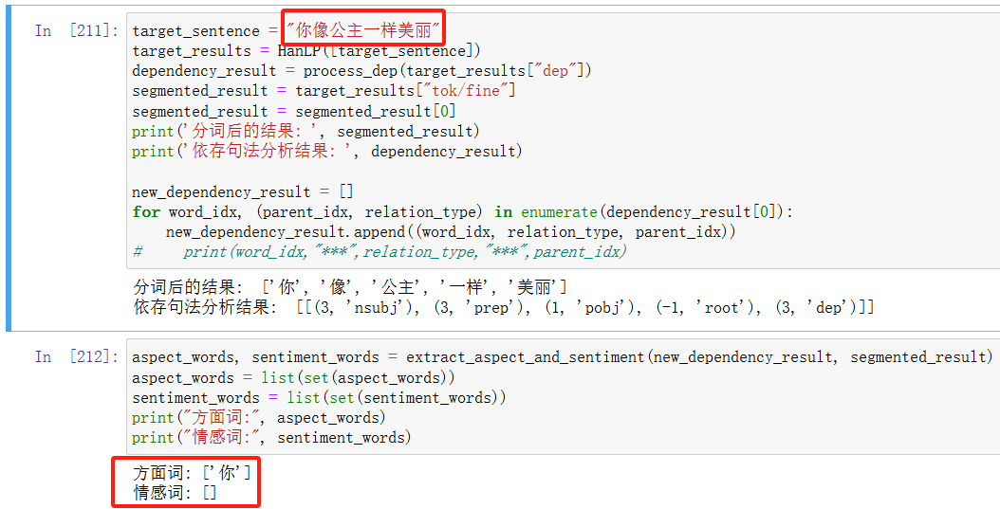 In [211]:
target_sentence = "你像公主一样美丽"
target_results = HanLP([target_sentence])
dependency_result = process_dep(target_results["dep"])
segmented_result = target_results["tok/fine"]
segmented_result = segmented_result[0]
print('分词后的结果: ', segmented_result)
print('依存句法分析结果: ', dependency_result)
new_dependency_result = []
for word_idx, (parent_idx, relation_type) in enumerate(dependency_result[0]):
    new_dependency_result.append((word_idx, relation_type, parent_idx))
#     print(word_idx,"***",relation_type,"***",parent_idx)
分词后的结果:  ['你', '像', '公主', '一样', '美丽']
依存句法分析结果:  [[(3, 'nsubj'), (3, 'prep'), (1, 'pobj'), (-1, 'root'), (3, 'dep')]]
In [212]:
aspect_words, sentiment_words = extract_aspect_and_sentiment(new_dependency_result, segmented_result)
aspect_words = list(set(aspect_words))
sentiment_words = list(set(sentiment_words))
print("方面词:", aspect_words)
print("情感词:", sentiment_words)
方面词: ['你']
情感词: []